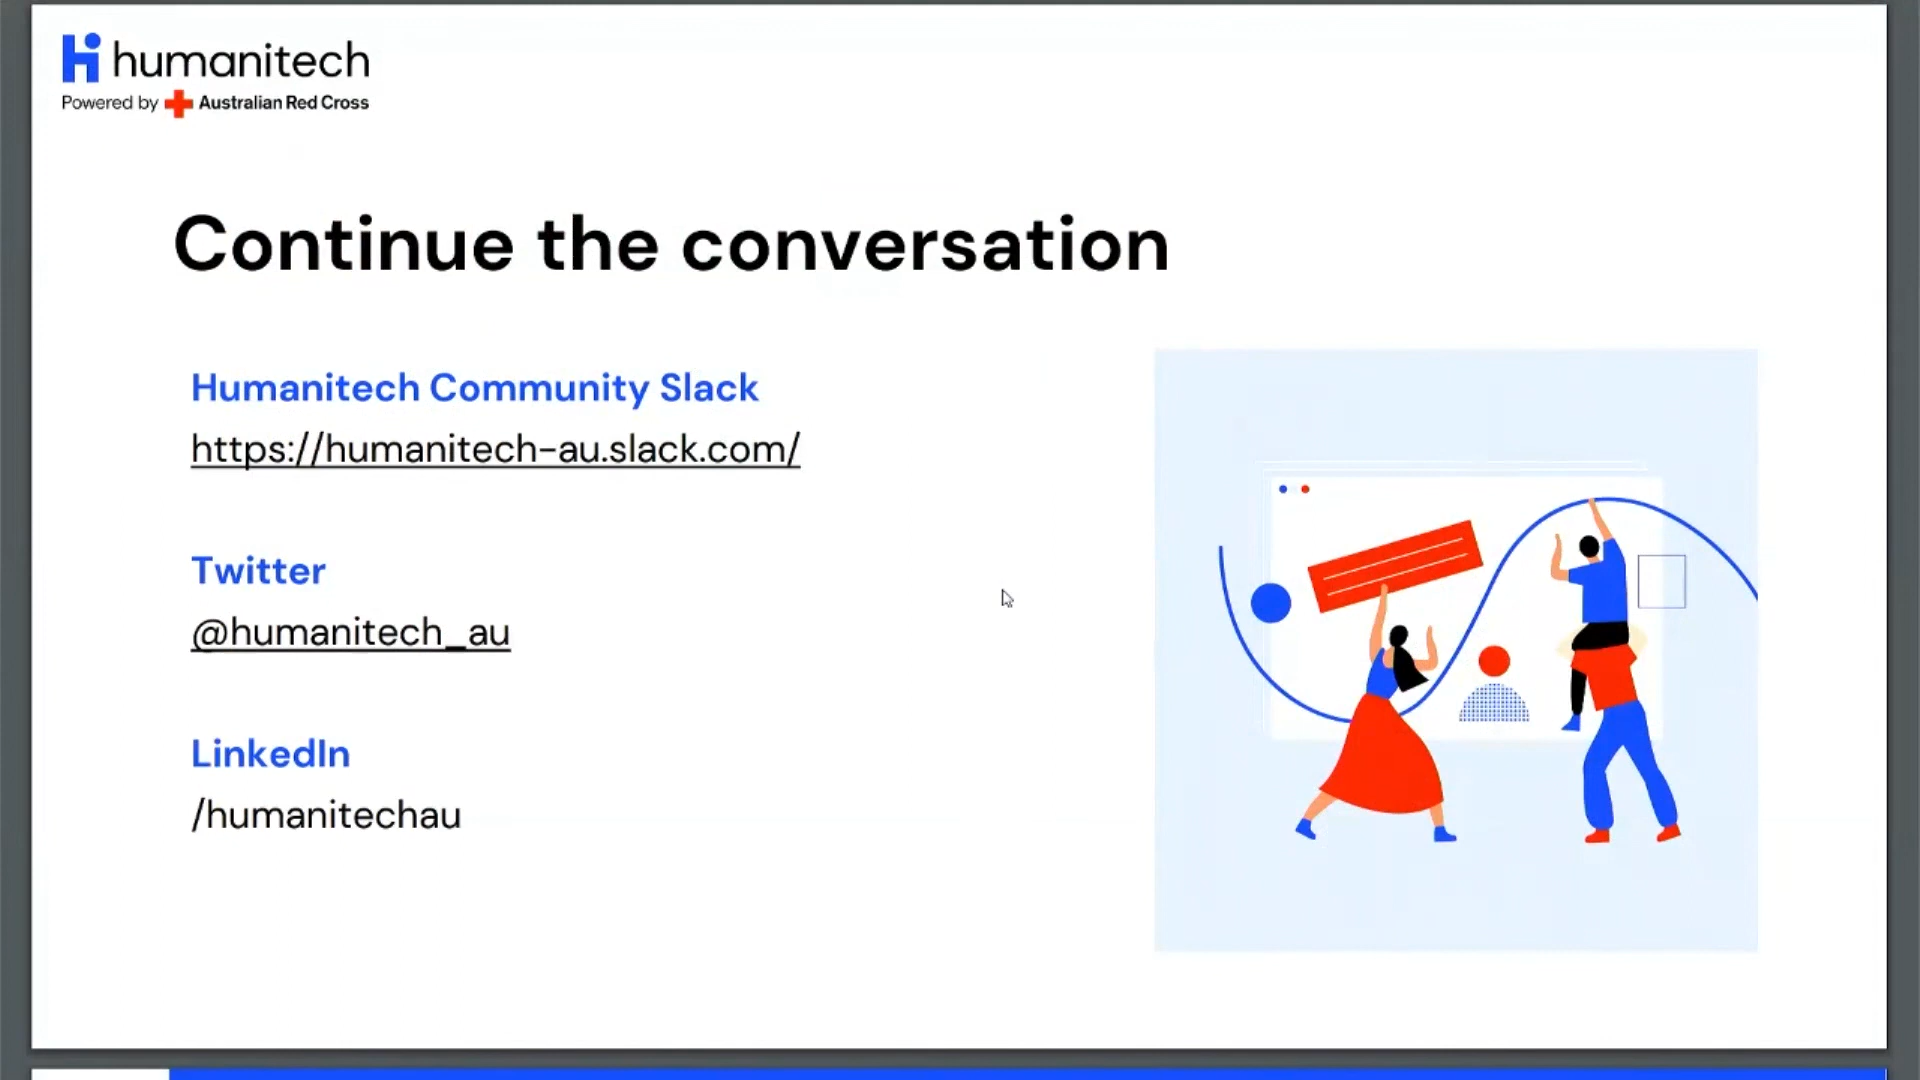 humanitech
Powered by Australian Red Cross
Continue the conversation
Humanitech Community Slack
https://humanitech-au.slack.com/
Twitter
@humanitech_au
LinkedIn
/humanitechau